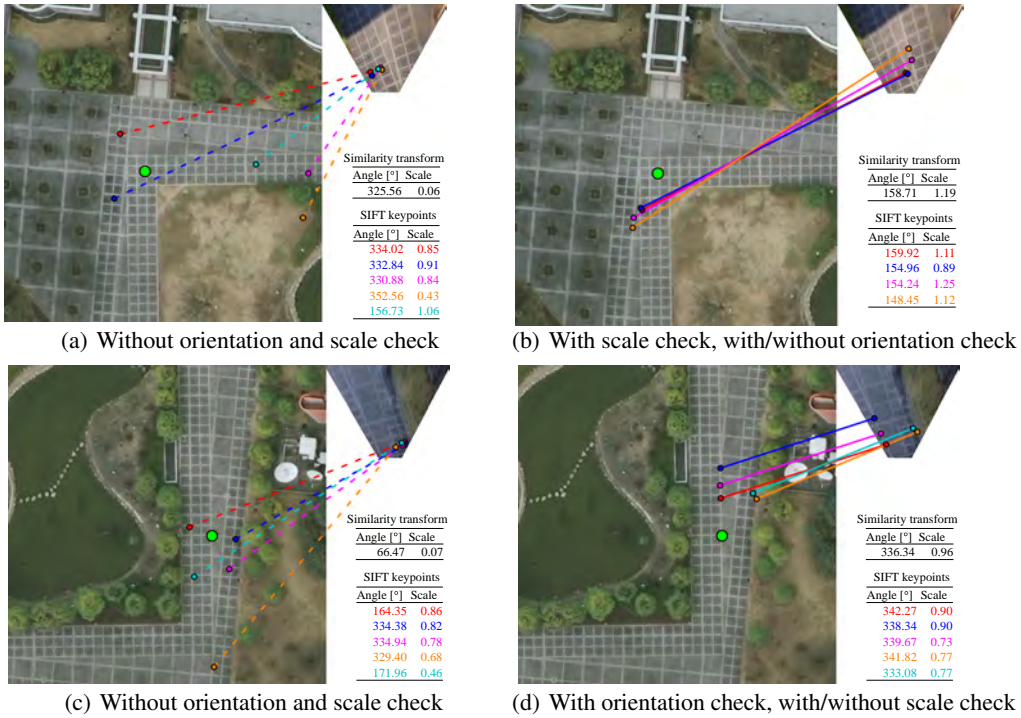 Similarity transform
Angle [°] Scale
325.56 0.06
SIFT keypoints
Angle [°] Scale
334.02 0.85
332.84 0.91
330.88 0.84
352.56 0.43
156.73 1.06
(a) Without orientation and scale check
Similarity transform
Angle [°] Scale
158.71 1.19
SIFT keypoints
Angle [°] Scale
159.92 1.11
154.96 0.89
154.24 1.25
148.45 1.12
(b) With scale check, with/without orientation check
Similarity transform
Angle [°] Scale
66.47 0.07
SIFT keypoints
Angle [°] Scale
164.35 0.86
334.38 0.82
334.94 0.78
329.40 0.68
171.96 0.46
(c) Without orientation and scale check
Similarity transform
Angle [°] Scale
336.34 0.96
SIFT keypoints
Angle [°] Scale
342.27 0.90
338.34 0.90
339.67 0.73
341.82 0.77
333.08 0.77
(d) With orientation check, with/without scale check